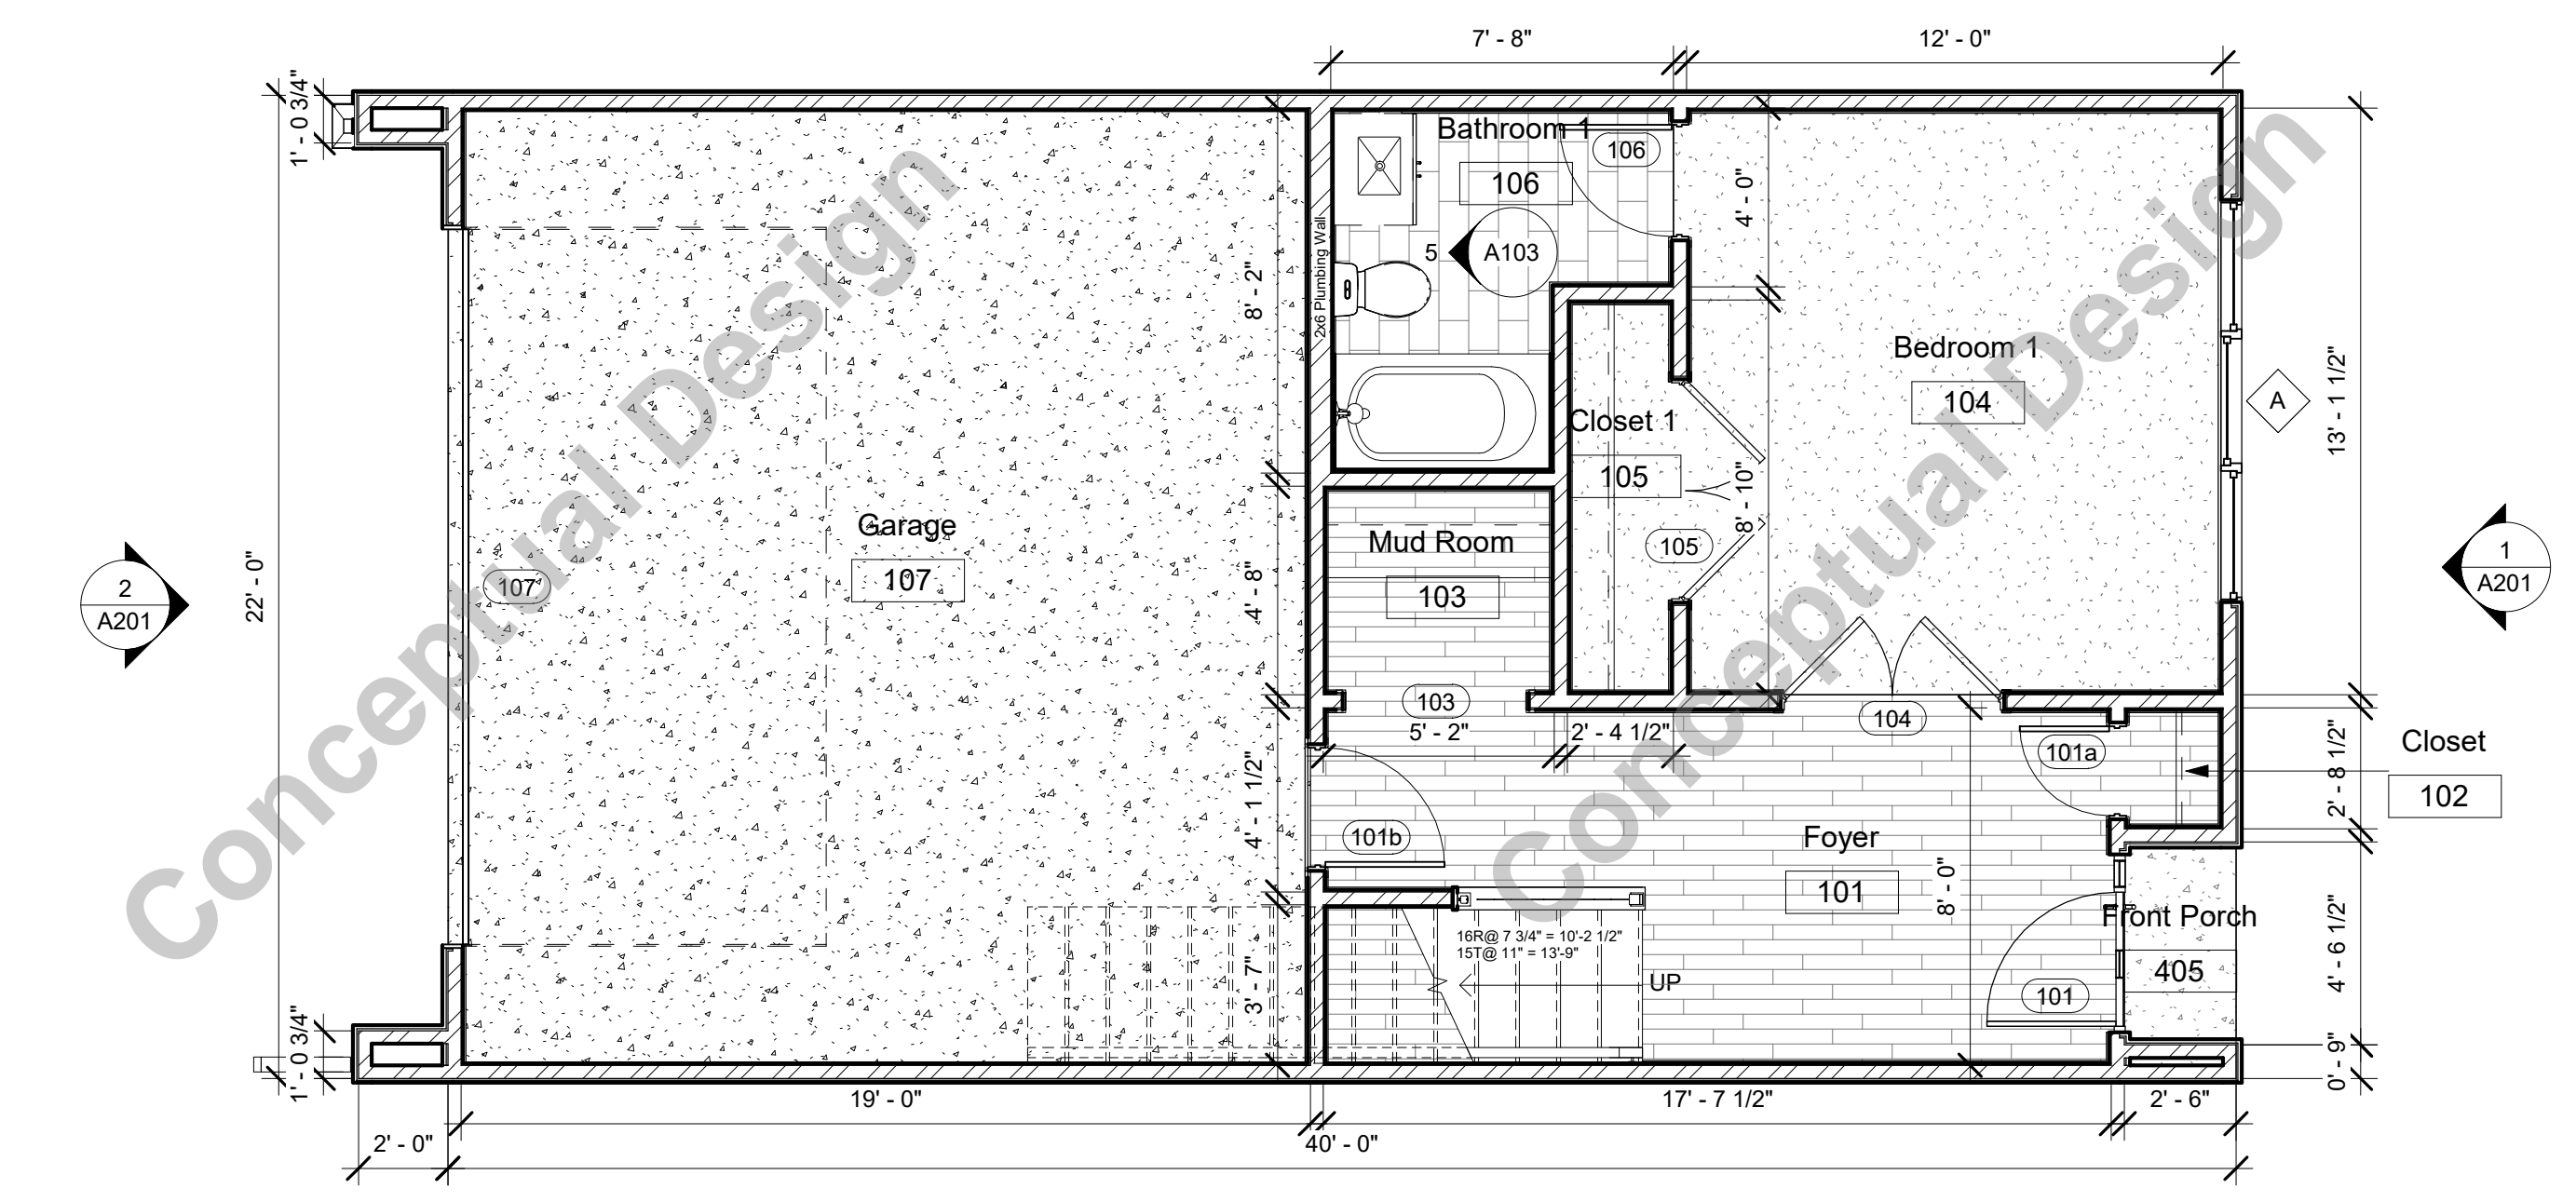 7' - 8"
12' - 0"
1' - 0 3/4"
Bathroom 1
106
106
4' - 0"
5
A103
8' - 2"
2x6 Plumbing Wall
Conceptual Design
Conceptual Design
Bedroom 1
104
A
13' - 1 1/2"
Closet 1
105
8' - 10"
105
22' - 0"
2
A201
107
Garage
107
4' - 8"
Mud Room
103
1
A201
103
5' - 2"
2' - 4 1/2"
104
101a
2' - 8 1/2"
Closet
102
4' - 1 1/2"
101b
Foyer
101
8' - 0"
Front Porch
405
4' - 6 1/2"
16R@ 7 3/4" = 10'-2 1/2"
15T@ 11" = 13'-9"
UP
3' - 7"
101
1' - 0 3/4"
0' - 9"
19' - 0"
17' - 7 1/2"
2' - 6"
2' - 0"
40' - 0"